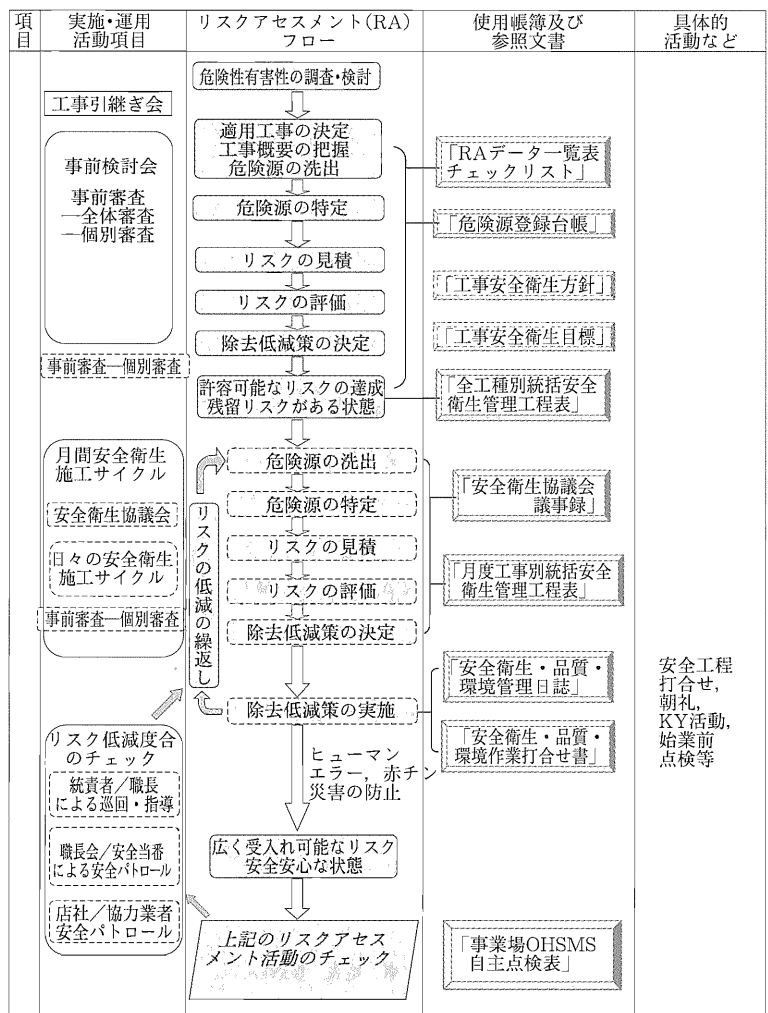 項目
実施・運用
活動項目
リスクアセスメント(RA)
フロー
使用帳簿及び
参照文書
具体的
活動など
工事引継ぎ会
事前検討会
事前審査
―全体審査
―個別審査
事前審査―個別審査
月間安全衛生
施工サイクル
安全衛生協議会
日々の安全衛生
施工サイクル
事前審査―個別審査
リスク低減度合
のチェック
統責者／職長
による巡回・指導
職長会／安全当番
による安全パトロール
店社／協力業者
安全パトロール
危険性有害性の調査・検討
適用工事の決定
工事概要の把握
危険源の洗出
危険源の特定
リスクの見積
リスクの評価
除去低減策の決定
許容可能なリスクの達成
残留リスクがある状態
リスクの低減の繰返し
危険源の洗出
危険源の特定
リスクの見積
リスクの評価
除去低減策の決定
除去低減策の実施
ヒューマン
エラー，赤チン
災害の防止
広く受入れ可能なリスク
安全安心な状態
上記のリスクアセス
メント活動のチェック
「RAデータ一覧表
チェックリスト」
「危険源登録台帳」
「工事安全衛生方針」
「工事安全衛生目標」
「全工種別統括安全
衛生管理工程表」
「安全衛生協議会
議事録」
「月度工事別統括安全
衛生管理工程表」
「安全衛生・品質・
環境管理日誌」
「安全衛生・品質・
環境作業打合せ書」
「事業場OHSMS
自主点検表」
安全工程
打合せ，
朝礼，
KY活動，
始業前
点検等